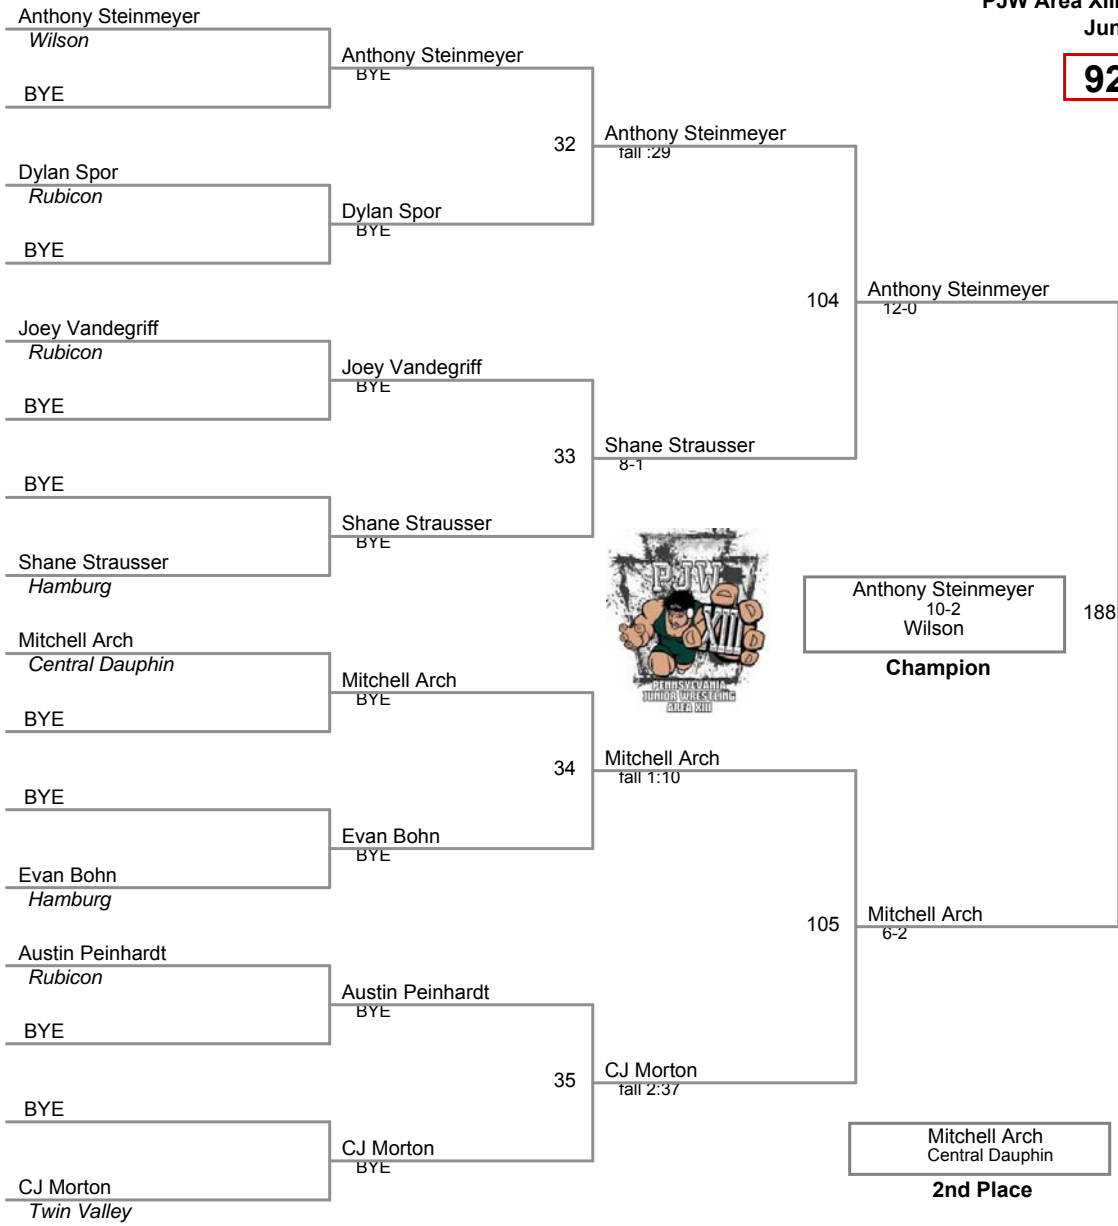 PJW Area XIII
Jun
92
Anthony Steinmeyer
Wilson
BYE
Dylan Spor
Rubicon
BYE
Joey Vandegriff
Rubicon
BYE
BYE
Shane Strausser
Hamburg
Mitchell Arch
Central Dauphin
BYE
BYE
Evan Bohn
Hamburg
Austin Peinhardt
Rubicon
BYE
BYE
CJ Morton
Twin Valley
Anthony Steinmeyer
BYE
32
Dylan Spor
BYE
Joey Vandegriff
BYE
33
Shane Strausser
BYE
Mitchell Arch
BYE
34
Evan Bohn
BYE
Austin Peinhardt
BYE
35
CJ Morton
BYE
Anthony Steinmeyer
fall :29
104
Shane Strausser
8-1
PJW
XIII
PENNSYLVANIA
JUNIOR WRESTLING
AREA XIII
Mitchell Arch
fall 1:10
105
CJ Morton
fall 2:37
Anthony Steinmeyer
12-0
Anthony Steinmeyer
10-2
Wilson
188
Champion
Mitchell Arch
6-2
Mitchell Arch
Central Dauphin
2nd Place